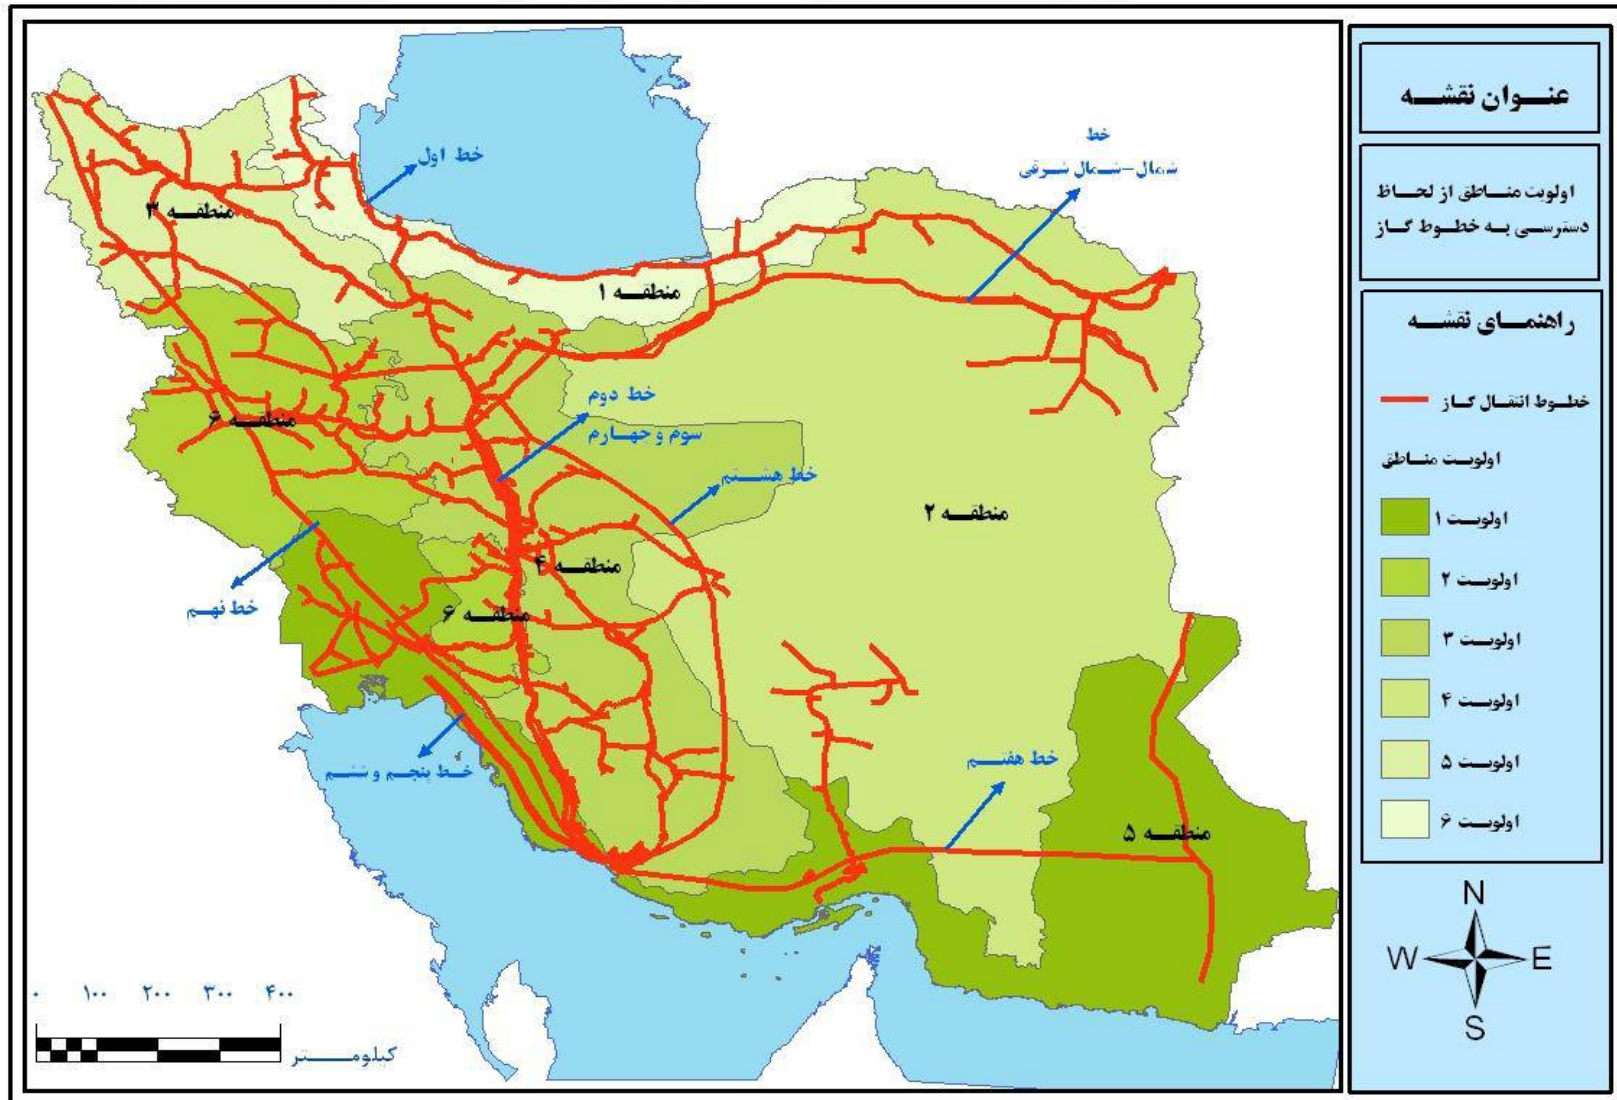 عنوان نقشه
اولویت مناطق از لحاظ
دسترسی به خطوط گاز
راهنمای نقشه
خطوط انتقال گاز
اولویت مناطق
اولویت ۱
اولویت ۲
اولویت ۳
اولویت ۴
اولویت ۵
اولویت ۶
N
W
E
S
خط
شمال-شمال شرقی
خط اول
منطقه ۳
منطقه ۱
خط دوم
سوم و چهارم
منطقه ۶
خط هشتم
منطقه ۲
منطقه ۴
خط نهم
منطقه ۶
خط پنجم و ششم
خط هفتم
منطقه ۵
۰ ۱۰۰ ۲۰۰ ۳۰۰ ۴۰۰
کیلومتر